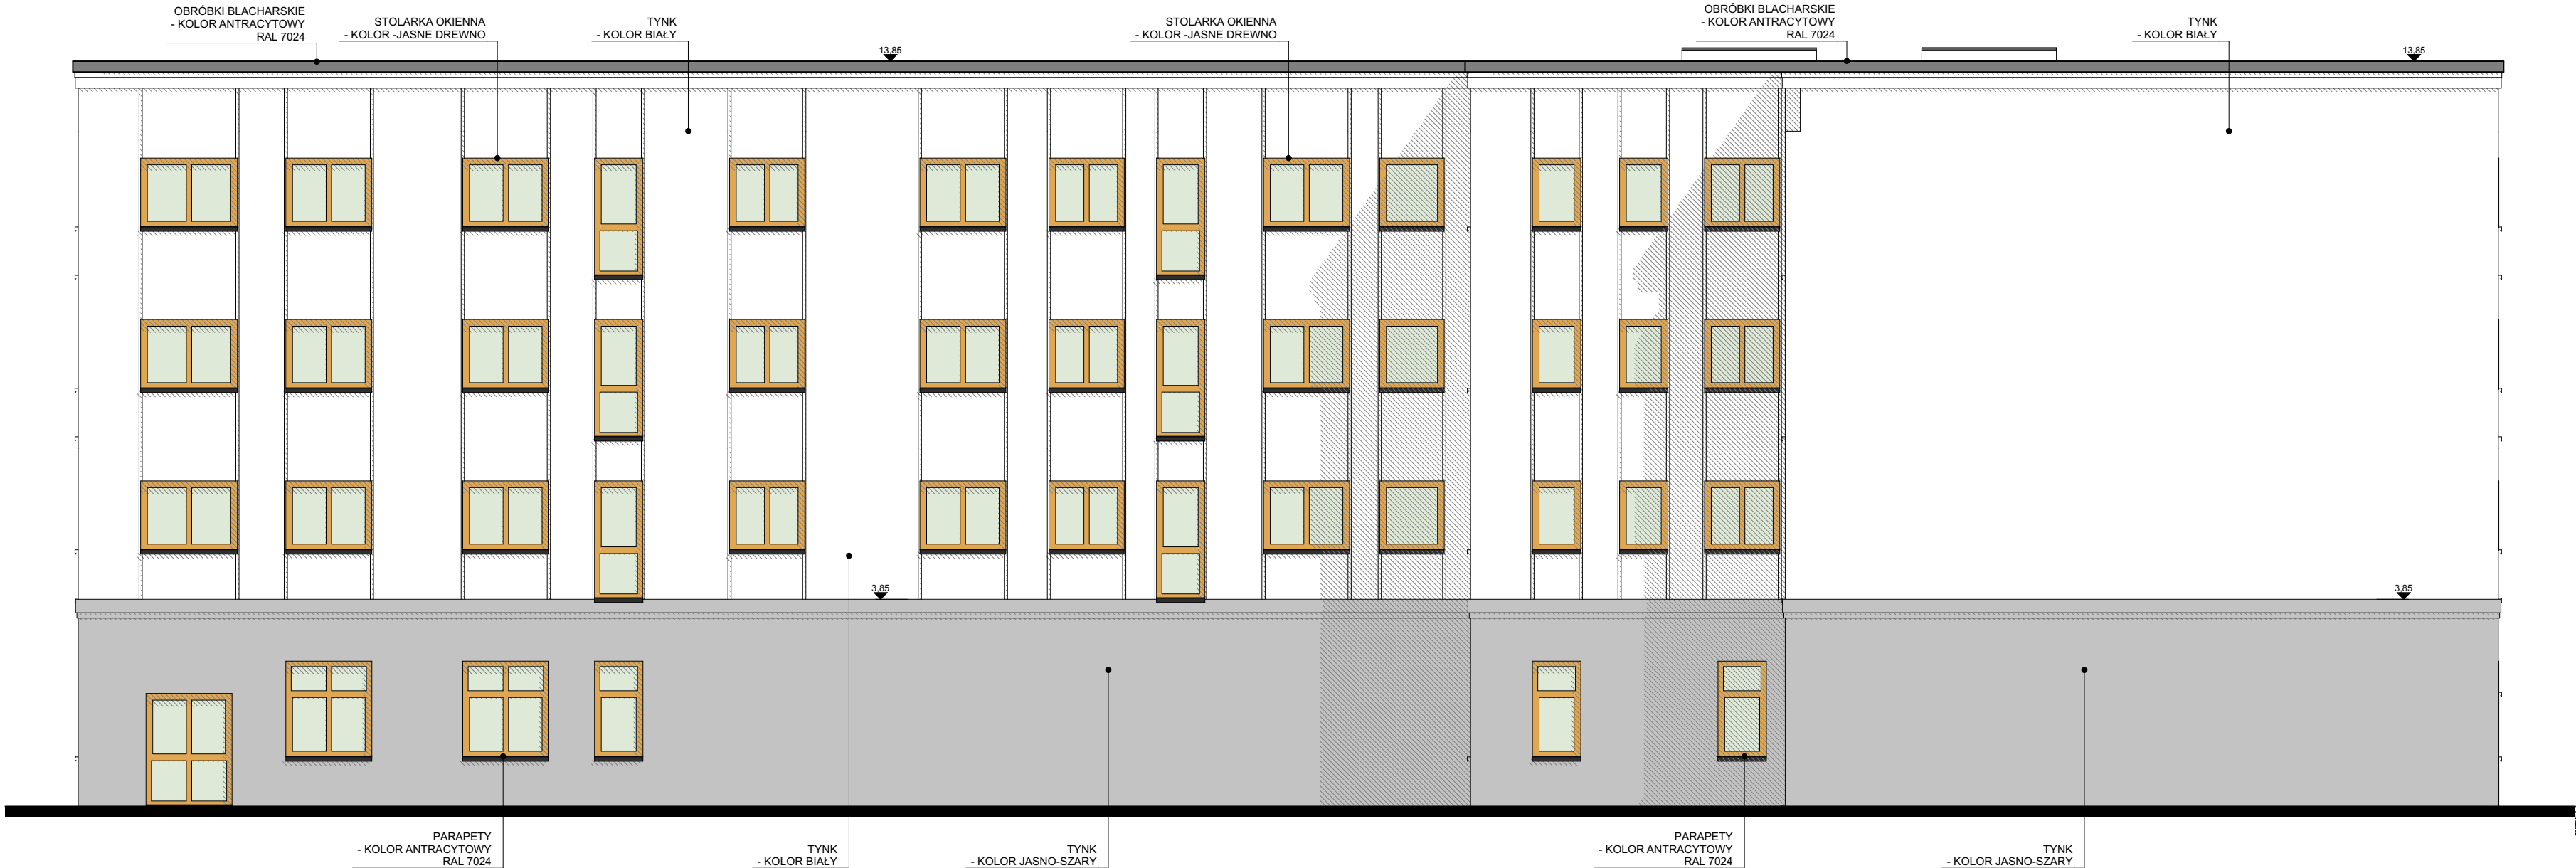 OBRÓBKI BLACHARSKIE
- KOLOR ANTRACYTOWY
RAL 7024
STOLARKA OKIENNA
- KOLOR -JASNE DREWNO
TYNK
- KOLOR BIAŁY
13.85
STOLARKA OKIENNA
- KOLOR -JASNE DREWNO
OBRÓBKI BLACHARSKIE
- KOLOR ANTRACYTOWY
RAL 7024
TYNK
- KOLOR BIAŁY
13.85
3.85
3.85
PARAPETY
- KOLOR ANTRACYTOWY
RAL 7024
TYNK
- KOLOR BIAŁY
TYNK
- KOLOR JASNO-SZARY
PARAPETY
- KOLOR ANTRACYTOWY
RAL 7024
TYNK
- KOLOR JASNO-SZARY